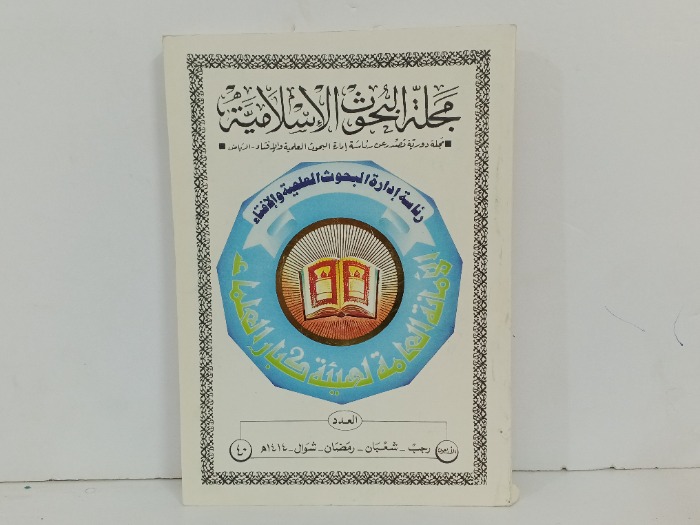 مجلة البحوث الإسلامية
مجلة دورية تصدر عن رئاسة إدارة البحوث العلمية والإفتاء - الرياض
رئاسة إدارة البحوث العلمية والإفتاء
الأمانة العامة لهيئة كبار العلماء
العدد
الأربعون رجب - شعبان - رمضان - شوال - ١٤١٤هـ ٤٠